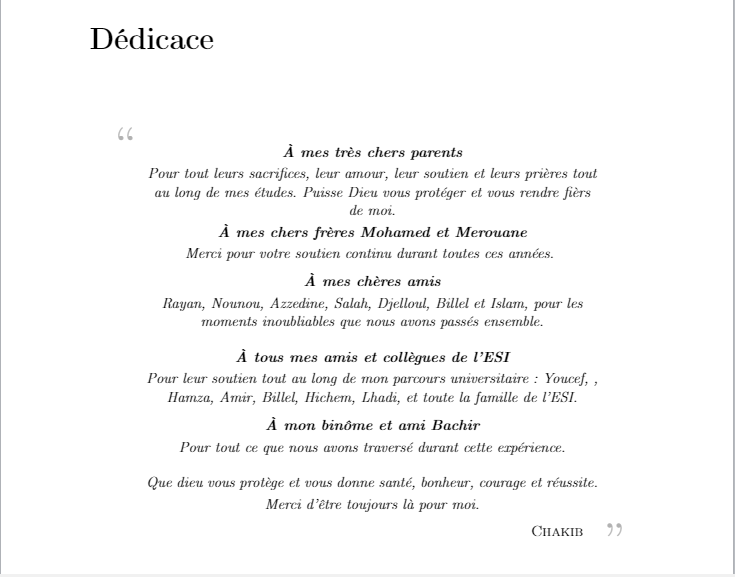 Dédicace
“
À mes très chers parents
Pour tout leurs sacrifices, leur amour, leur soutien et leurs prières tout
au long de mes études. Puisse Dieu vous protéger et vous rendre fièrs
de moi.
À mes chers frères Mohamed et Merouane
Merci pour votre soutien continu durant toutes ces années.
À mes chères amis
Rayan, Nounou, Azzedine, Salah, Djelloul, Billel et Islam, pour les
moments inoubliables que nous avons passés ensemble.
À tous mes amis et collègues de l'ESI
Pour leur soutien tout au long de mon parcours universitaire : Youcef, ,
Hamza, Amir, Billel, Hichem, Lhadi, et toute la famille de l'ESI.
À mon binôme et ami Bachir
Pour tout ce que nous avons traversé durant cette expérience.
Que dieu vous protège et vous donne santé, bonheur, courage et réussite.
Merci d'être toujours là pour moi.
Chakib ”